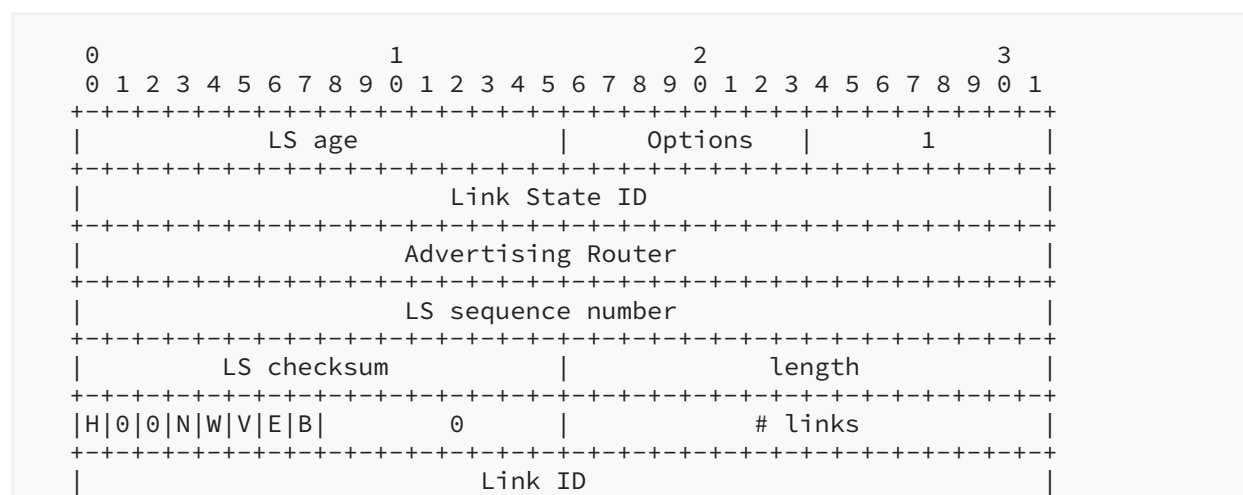 0                   1                   2                   3
 0 1 2 3 4 5 6 7 8 9 0 1 2 3 4 5 6 7 8 9 0 1 2 3 4 5 6 7 8 9 0 1
+-+-+-+-+-+-+-+-+-+-+-+-+-+-+-+-+-+-+-+-+-+-+-+-+-+-+-+-+-+-+-+-+
|            LS age             |     Options   |       1       |
+-+-+-+-+-+-+-+-+-+-+-+-+-+-+-+-+-+-+-+-+-+-+-+-+-+-+-+-+-+-+-+-+
|                        Link State ID                          |
+-+-+-+-+-+-+-+-+-+-+-+-+-+-+-+-+-+-+-+-+-+-+-+-+-+-+-+-+-+-+-+-+
|                     Advertising Router                        |
+-+-+-+-+-+-+-+-+-+-+-+-+-+-+-+-+-+-+-+-+-+-+-+-+-+-+-+-+-+-+-+-+
|                     LS sequence number                        |
+-+-+-+-+-+-+-+-+-+-+-+-+-+-+-+-+-+-+-+-+-+-+-+-+-+-+-+-+-+-+-+-+
|         LS checksum           |             length            |
+-+-+-+-+-+-+-+-+-+-+-+-+-+-+-+-+-+-+-+-+-+-+-+-+-+-+-+-+-+-+-+-+
|H|0|0|N|W|V|E|B|        0      |            # links            |
+-+-+-+-+-+-+-+-+-+-+-+-+-+-+-+-+-+-+-+-+-+-+-+-+-+-+-+-+-+-+-+-+
|                          Link ID                              |